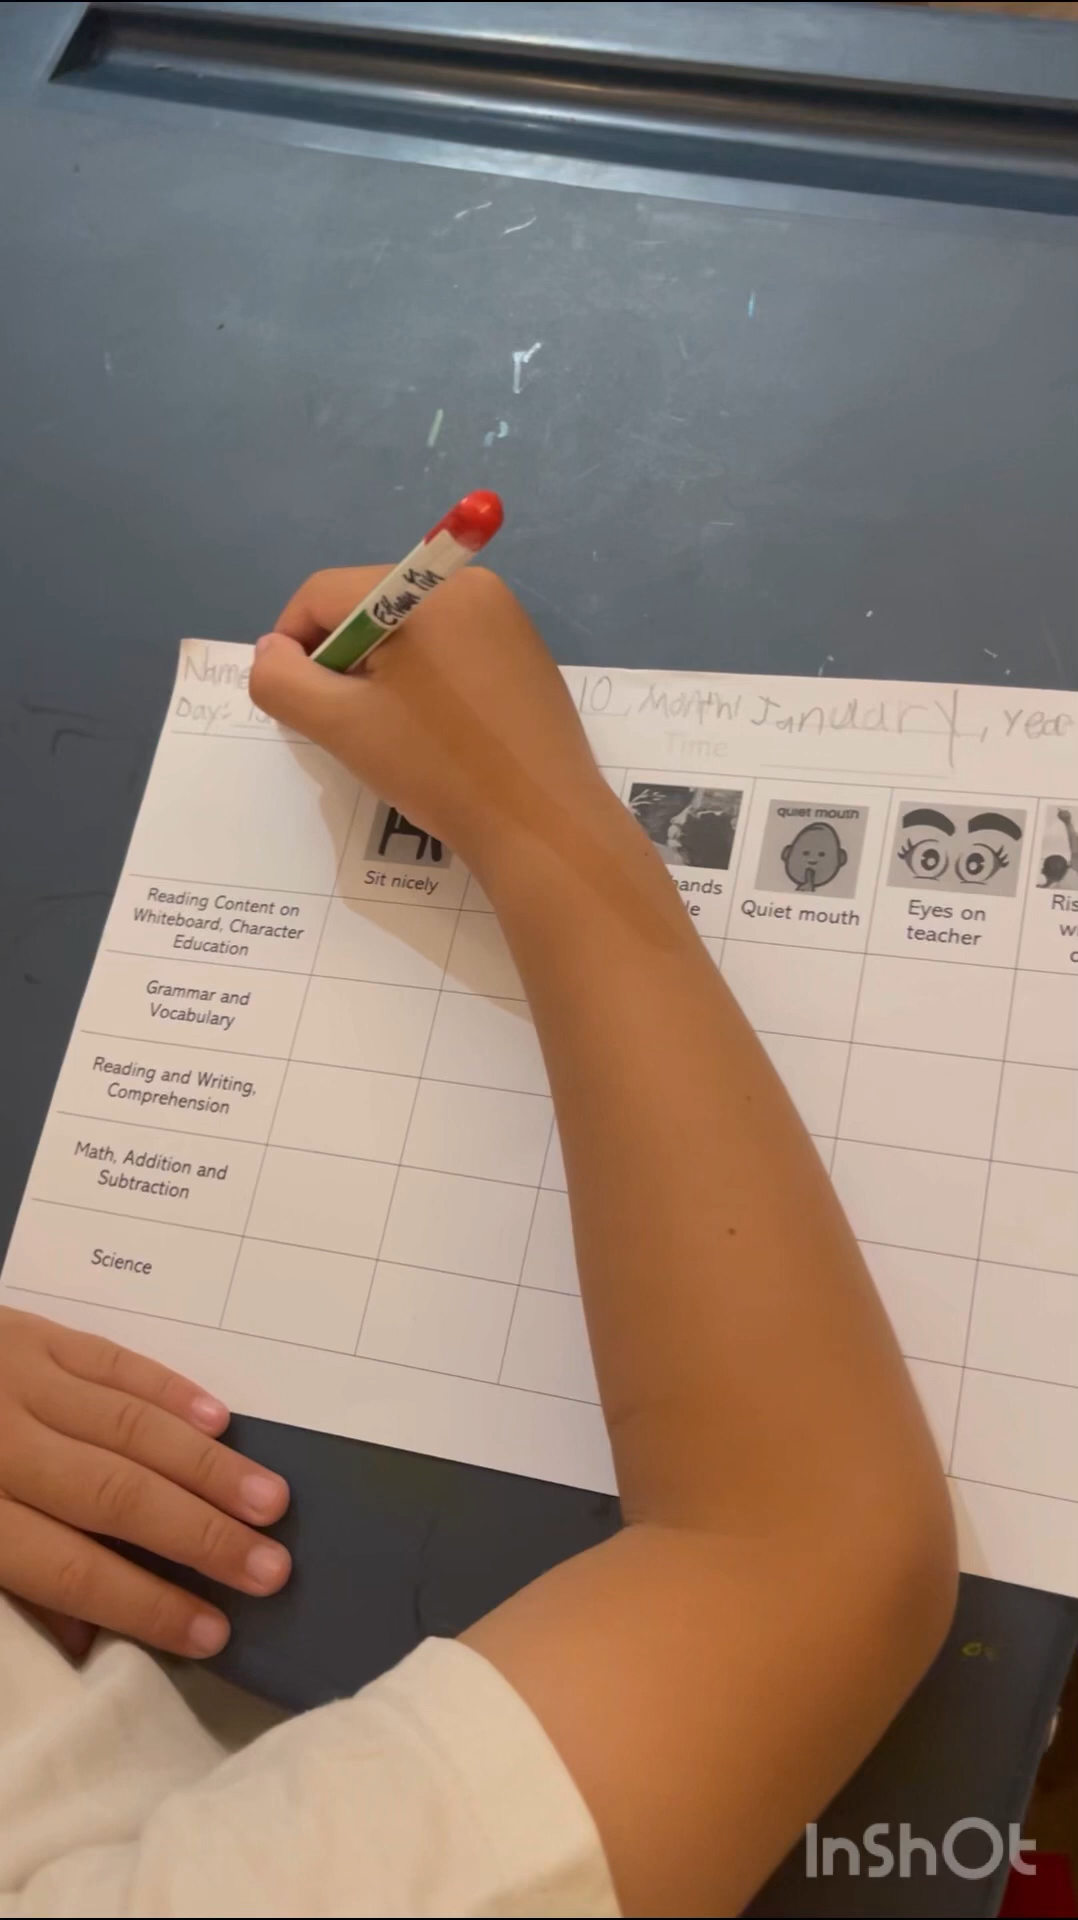 Name
Day:
10, Month: January, Year
Time
quiet mouth
Sit nicely
hands
Quiet mouth
Eyes on
teacher
Reading Content on
Whiteboard, Character
Education
Grammar and
Vocabulary
Reading and Writing,
Comprehension
Math, Addition and
Subtraction
Science
InShOt